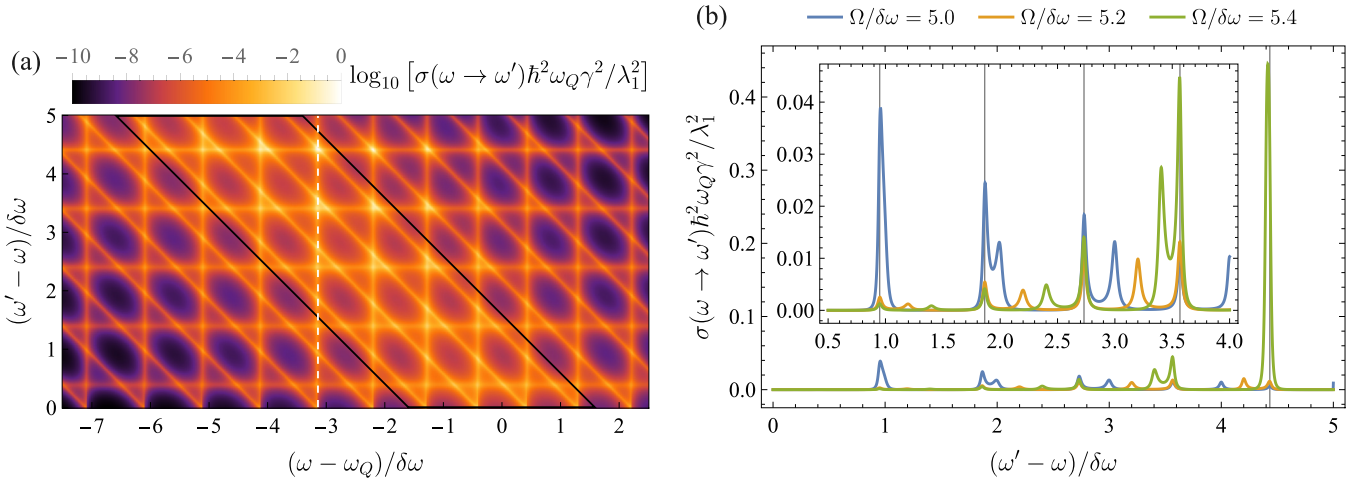 (a)
−10 −8 −6 −4 −2 0
log₁₀ [σ(ω → ω′)ℏ²ω_Qγ²/λ₁²]
(ω′ − ω)/δω
5
4
3
2
1
0
−7 −6 −5 −4 −3 −2 −1 0 1 2
(ω − ω_Q)/δω
(b)
Ω/δω = 5.0 Ω/δω = 5.2 Ω/δω = 5.4
σ(ω → ω′)ℏ²ω_Qγ²/λ₁²
0.4
0.3
0.2
0.1
0.0
0.04
0.03
0.02
0.01
0.00
0.5 1.0 1.5 2.0 2.5 3.0 3.5 4.0
0 1 2 3 4 5
(ω′ − ω)/δω